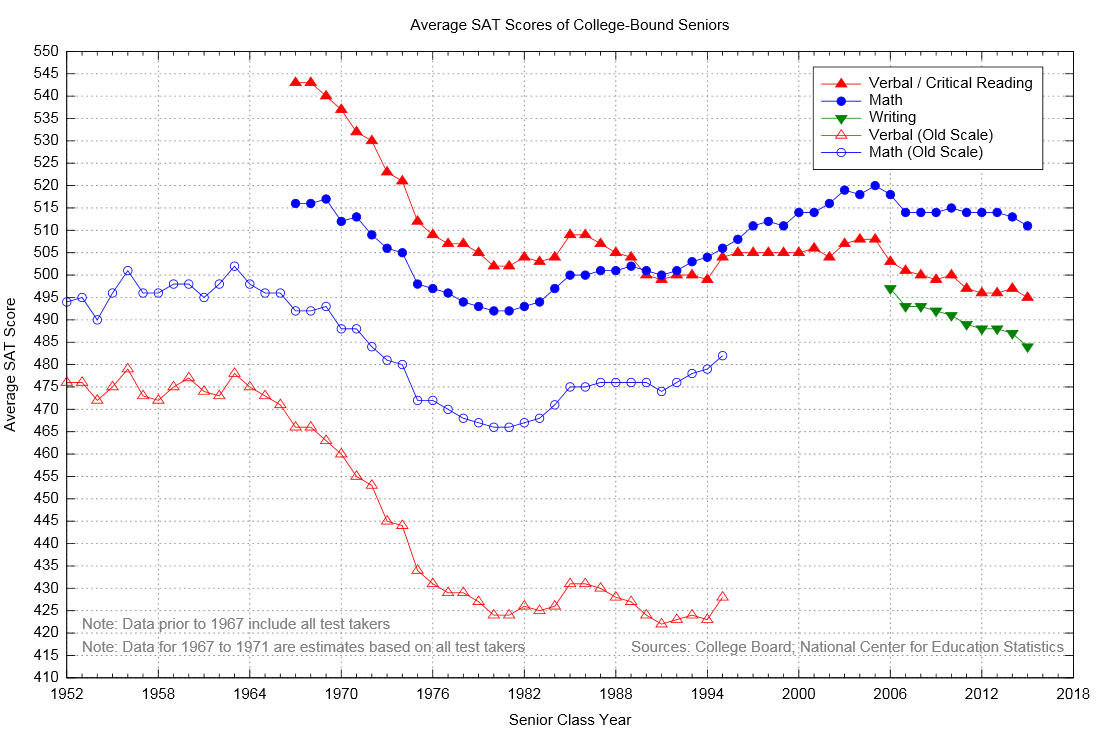 Average SAT Scores of College-Bound Seniors
550
545
540
535
530
525
520
515
510
505
500
495
490
485
480
475
470
465
460
455
450
445
440
435
430
425
420
415
410
Average SAT Score
Verbal / Critical Reading
Math
Writing
Verbal (Old Scale)
Math (Old Scale)
Note: Data prior to 1967 include all test takers
Note: Data for 1967 to 1971 are estimates based on all test takers
Sources: College Board; National Center for Education Statistics
1952 1958 1964 1970 1976 1982 1988 1994 2000 2006 2012 2018
Senior Class Year